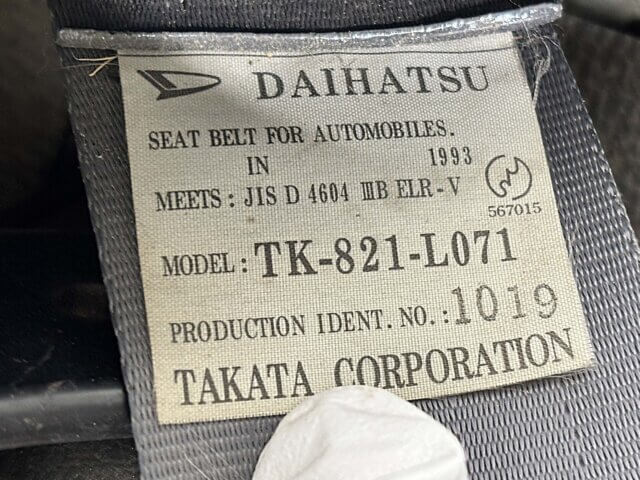 DAIHATSU
SEAT BELT FOR AUTOMOBILES.
IN 1993
MEETS: JIS D 4604 ⅢB ELR-V
567015
MODEL: TK-821-L071
PRODUCTION IDENT. NO.: 1019
TAKATA CORPORATION